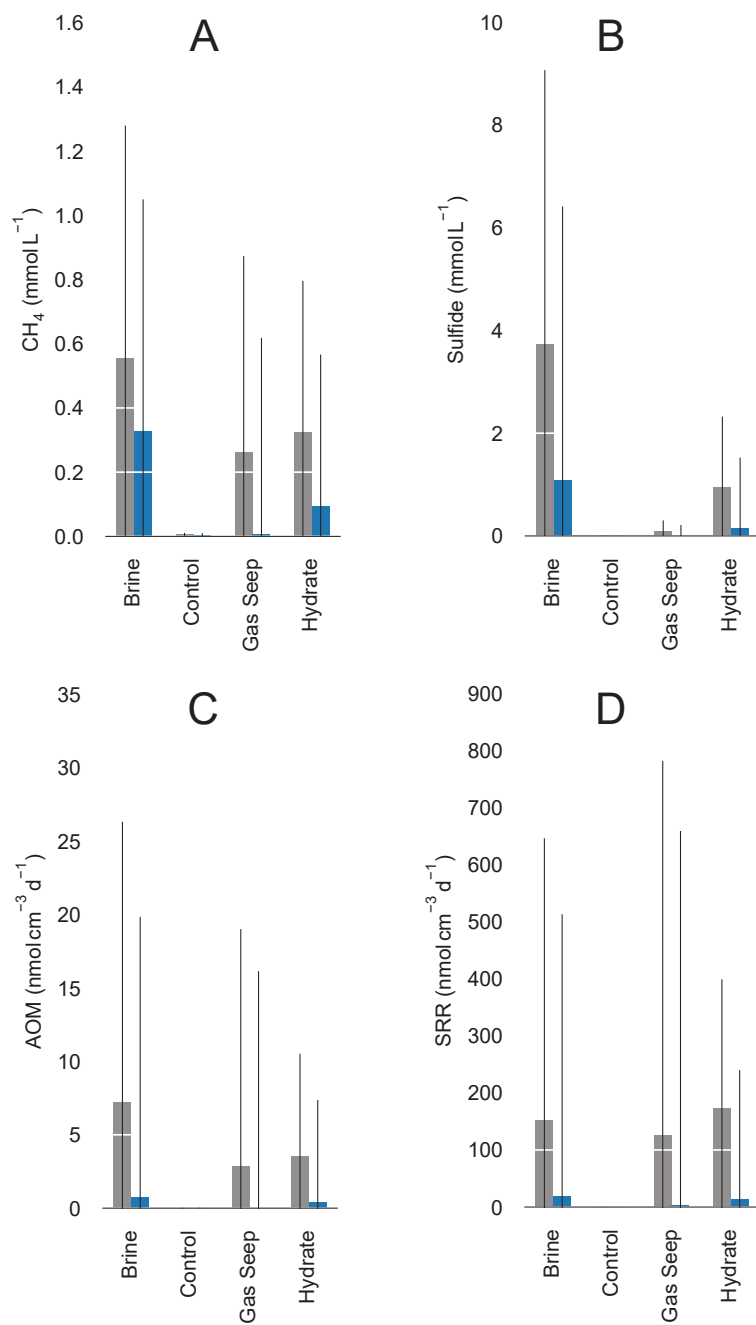 A
CH4 (mmol L−1)
1.6
1.4
1.2
1.0
0.8
0.6
0.4
0.2
0.0
Brine
Control
Gas Seep
Hydrate
B
Sulfide (mmol L−1)
10
8
6
4
2
0
Brine
Control
Gas Seep
Hydrate
C
AOM (nmol cm−3 d−1)
35
30
25
20
15
10
5
0
Brine
Control
Gas Seep
Hydrate
D
SRR (nmol cm−3 d−1)
900
800
700
600
500
400
300
200
100
0
Brine
Control
Gas Seep
Hydrate